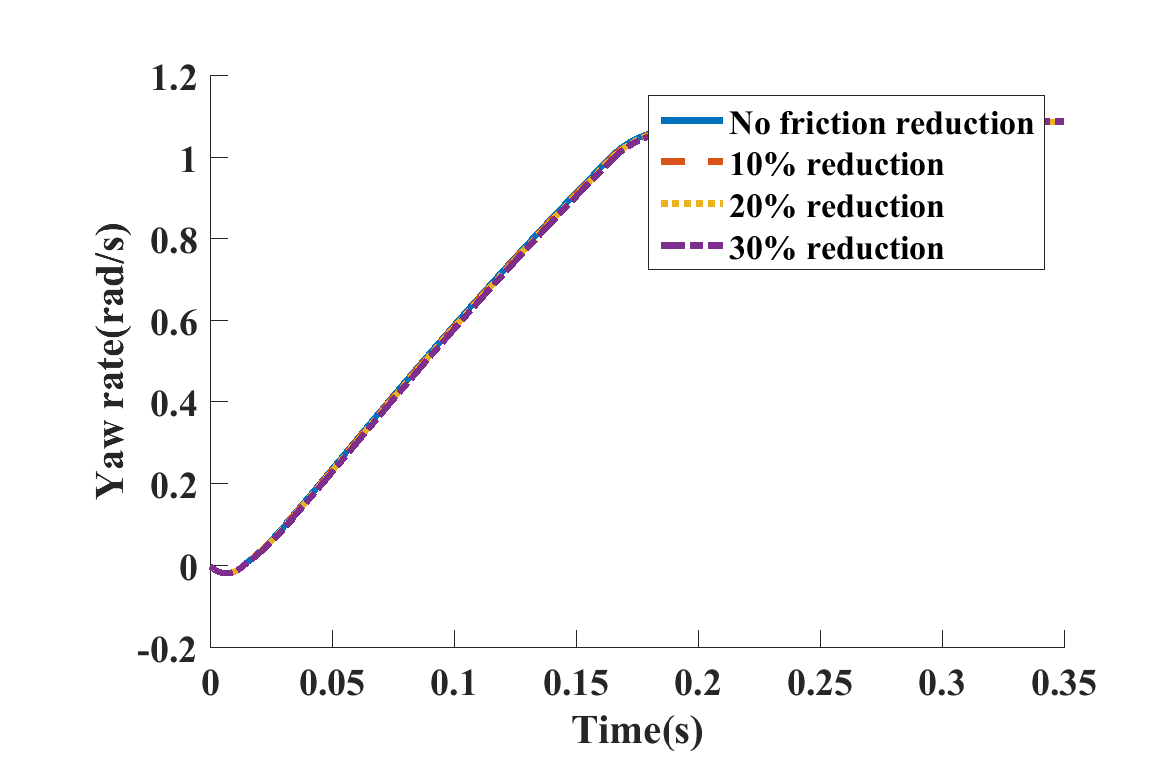 1.2
1
0.8
0.6
0.4
0.2
0
-0.2
Yaw rate(rad/s)
No friction reduction
10% reduction
20% reduction
30% reduction
0 0.05 0.1 0.15 0.2 0.25 0.3 0.35
Time(s)